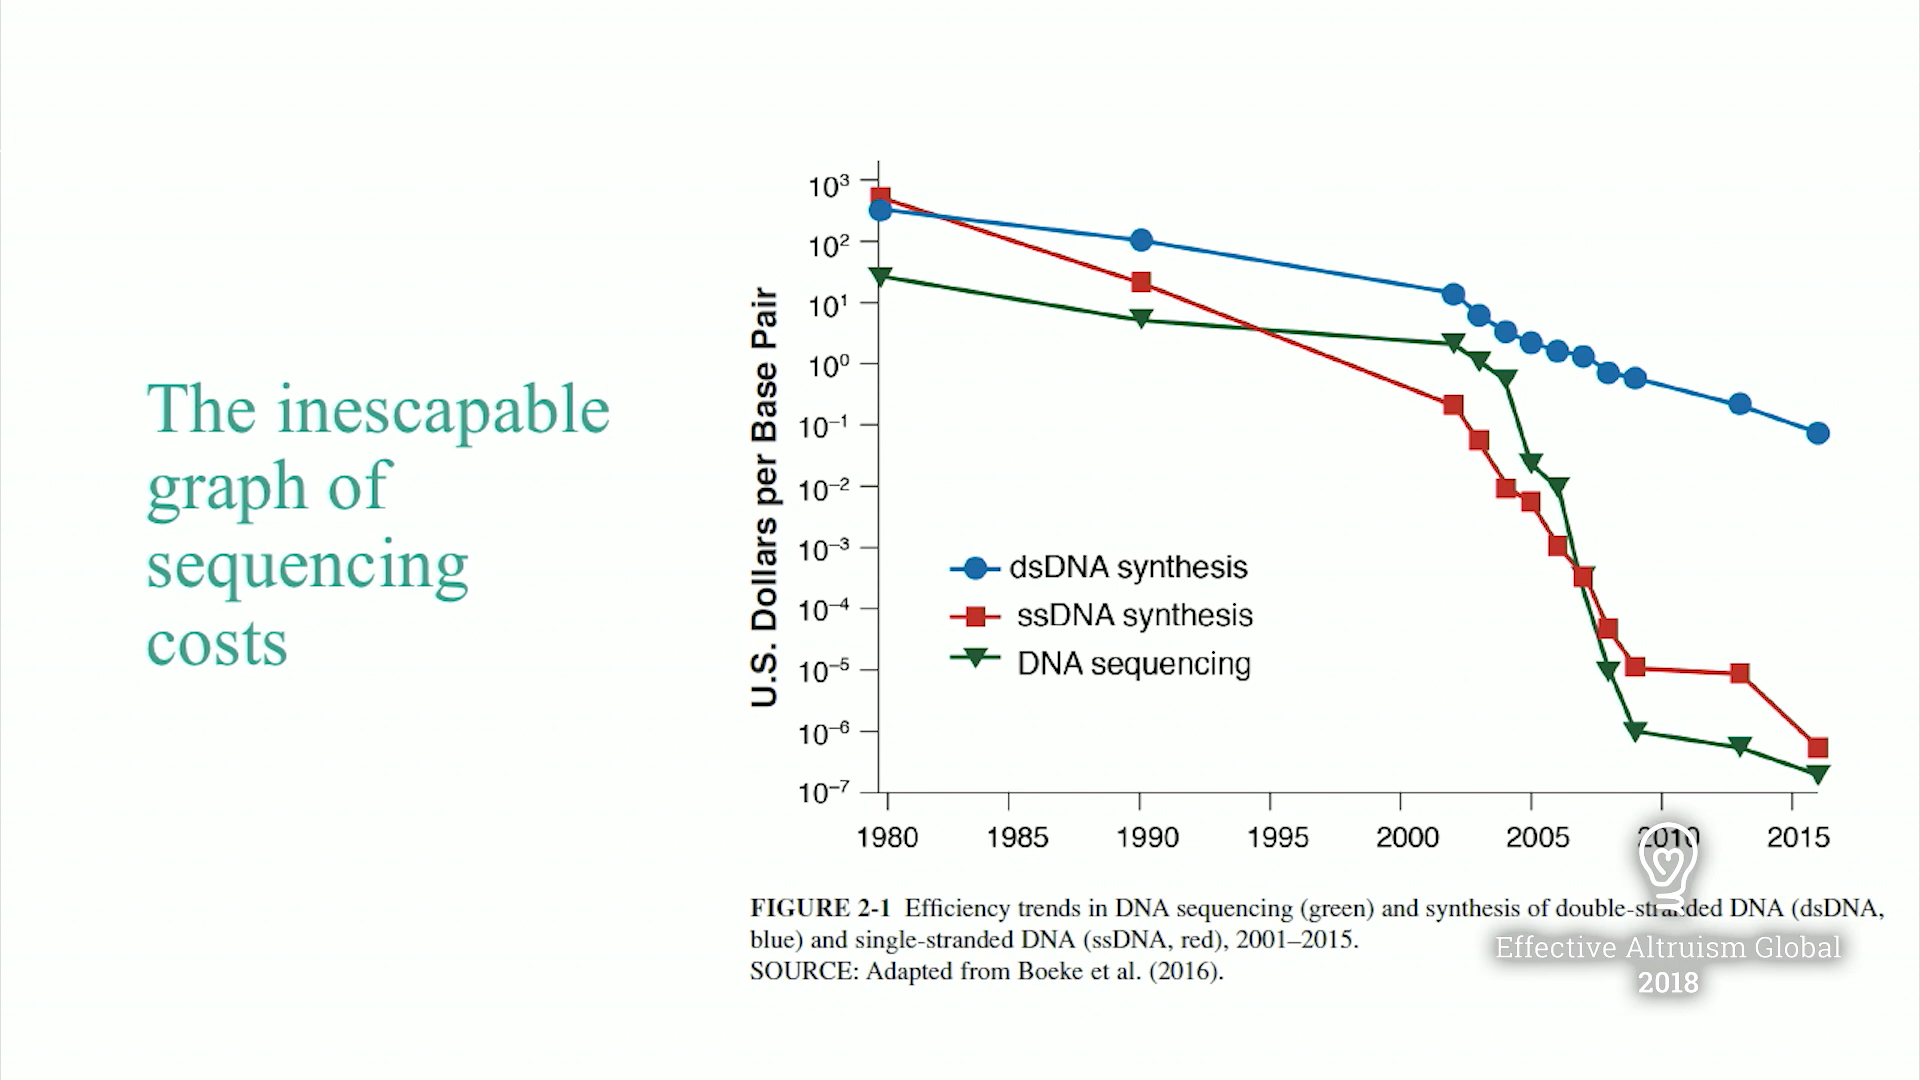 The inescapable
graph of
sequencing
costs
U.S. Dollars per Base Pair
10³
10²
10¹
10⁰
10⁻¹
10⁻²
10⁻³
10⁻⁴
10⁻⁵
10⁻⁶
10⁻⁷
dsDNA synthesis
ssDNA synthesis
DNA sequencing
1980 1985 1990 1995 2000 2005 2010 2015
FIGURE 2-1 Efficiency trends in DNA sequencing (green) and synthesis of double-stranded DNA (dsDNA,
blue) and single-stranded DNA (ssDNA, red), 2001–2015.
SOURCE: Adapted from Boeke et al. (2016).
Effective Altruism Global
2018